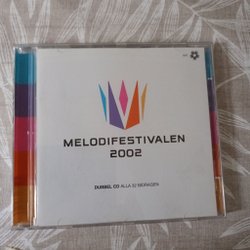 MELODIFESTIVALEN
2002
DUBBEL CD ALLA 32 BIDRAGEN